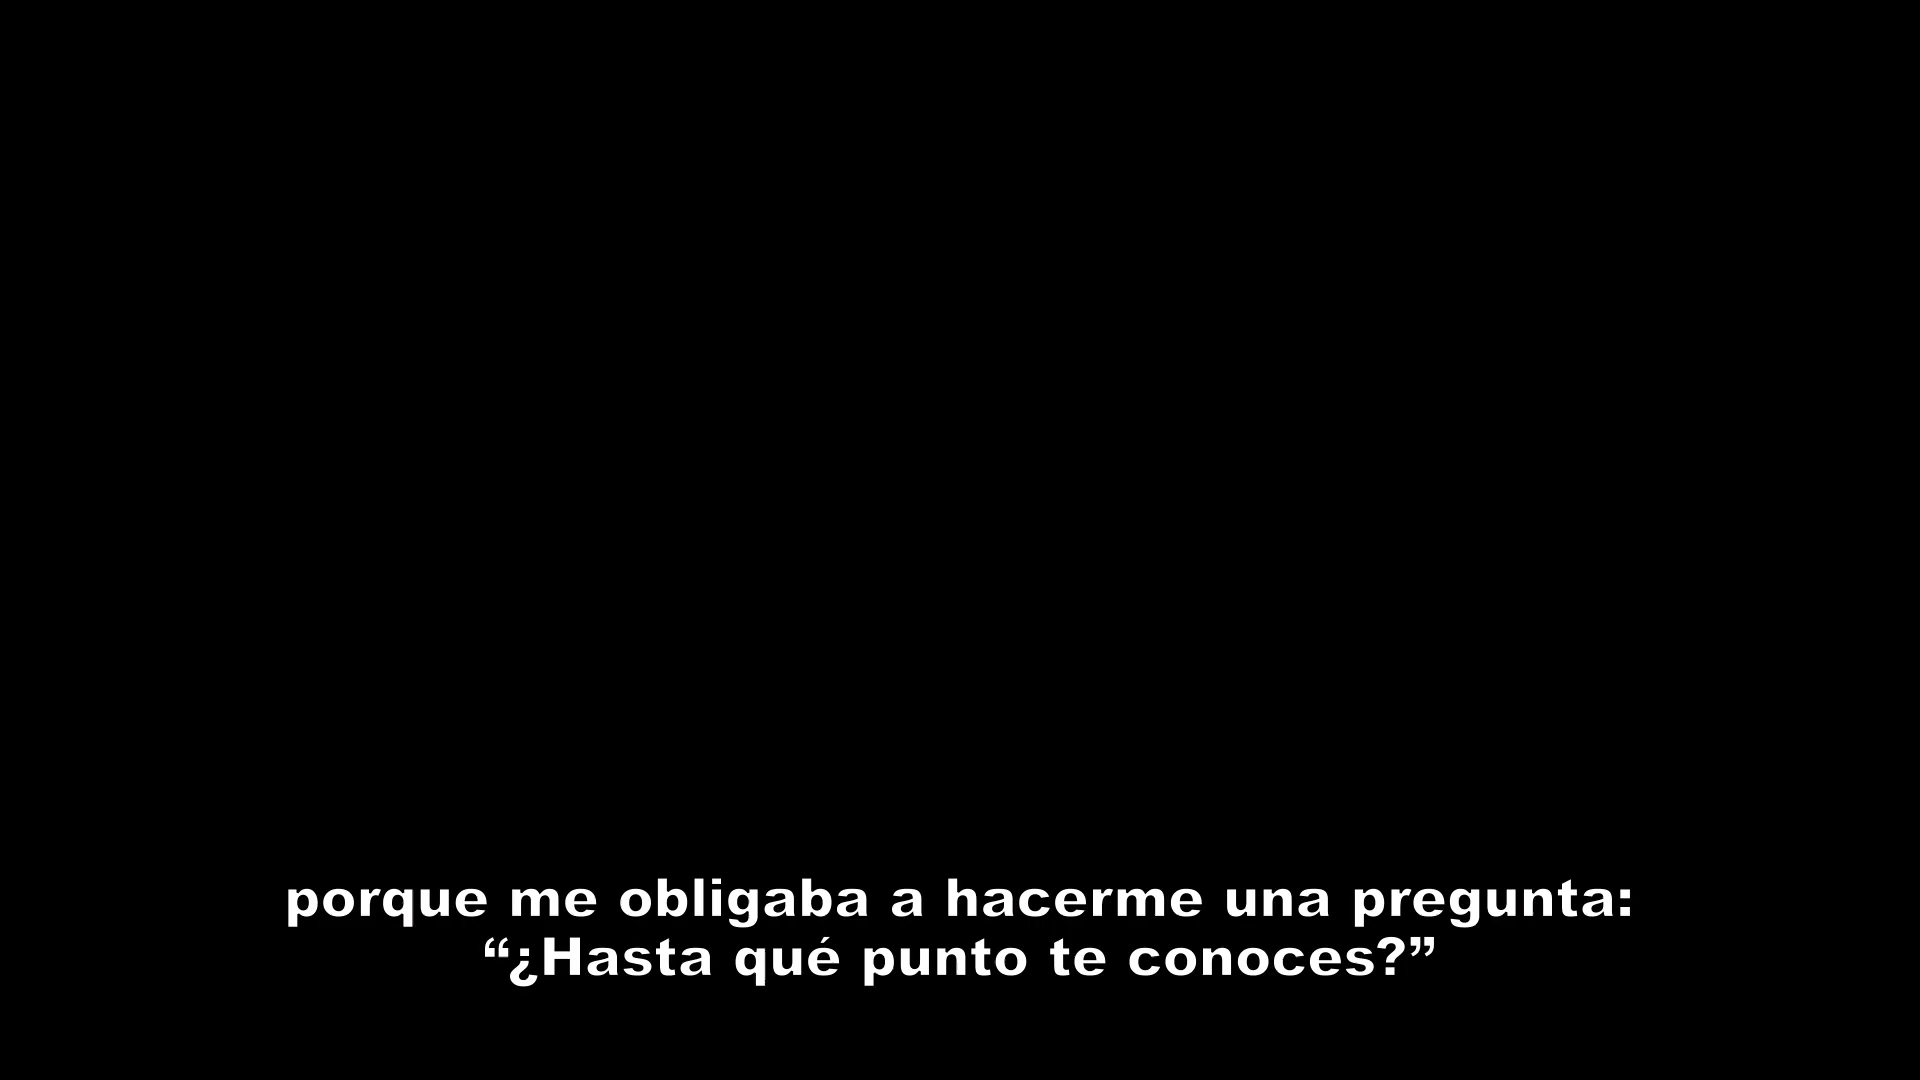 porque me obligaba a hacerme una pregunta:
“¿Hasta qué punto te conoces?”